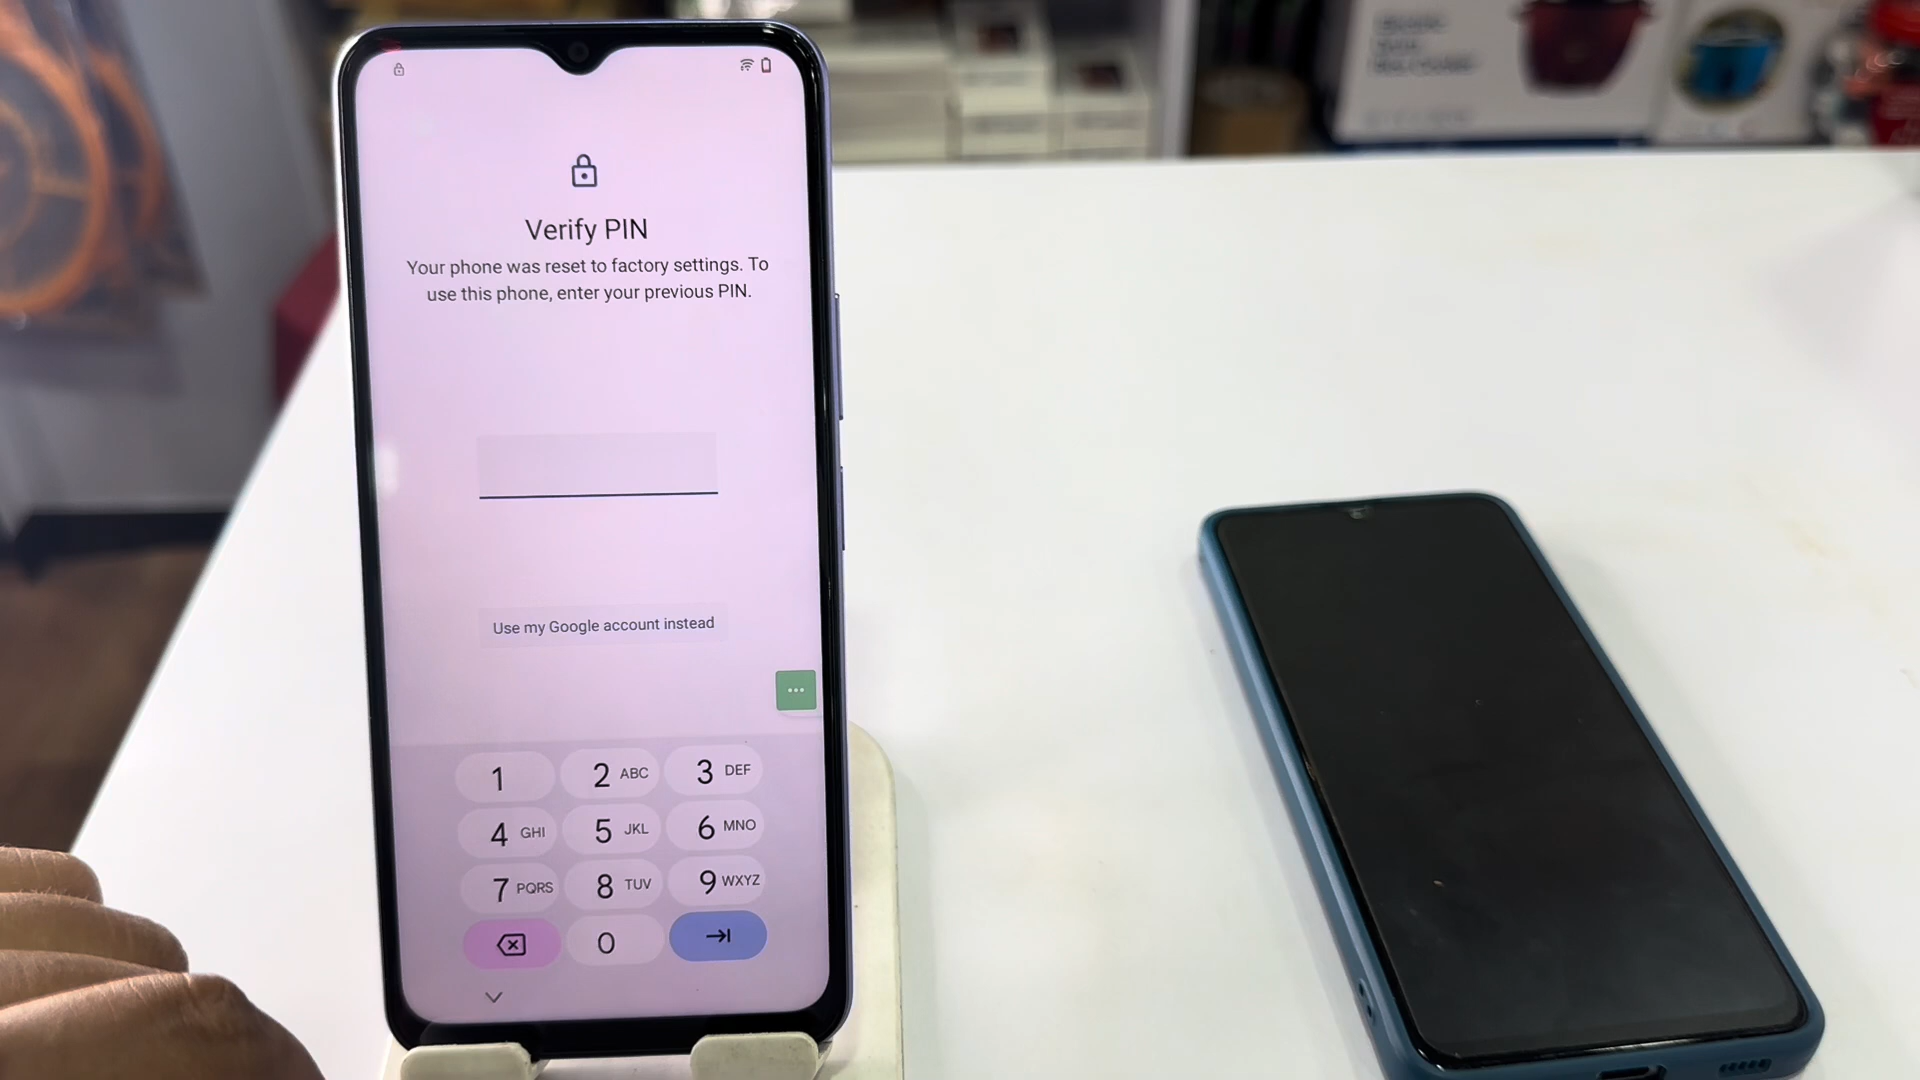 Verify PIN
Your phone was reset to factory settings. To
use this phone, enter your previous PIN.
Use my Google account instead
1
2 ABC
3 DEF
4 GHI
5 JKL
6 MNO
7 PQRS
8 TUV
9 WXYZ
0